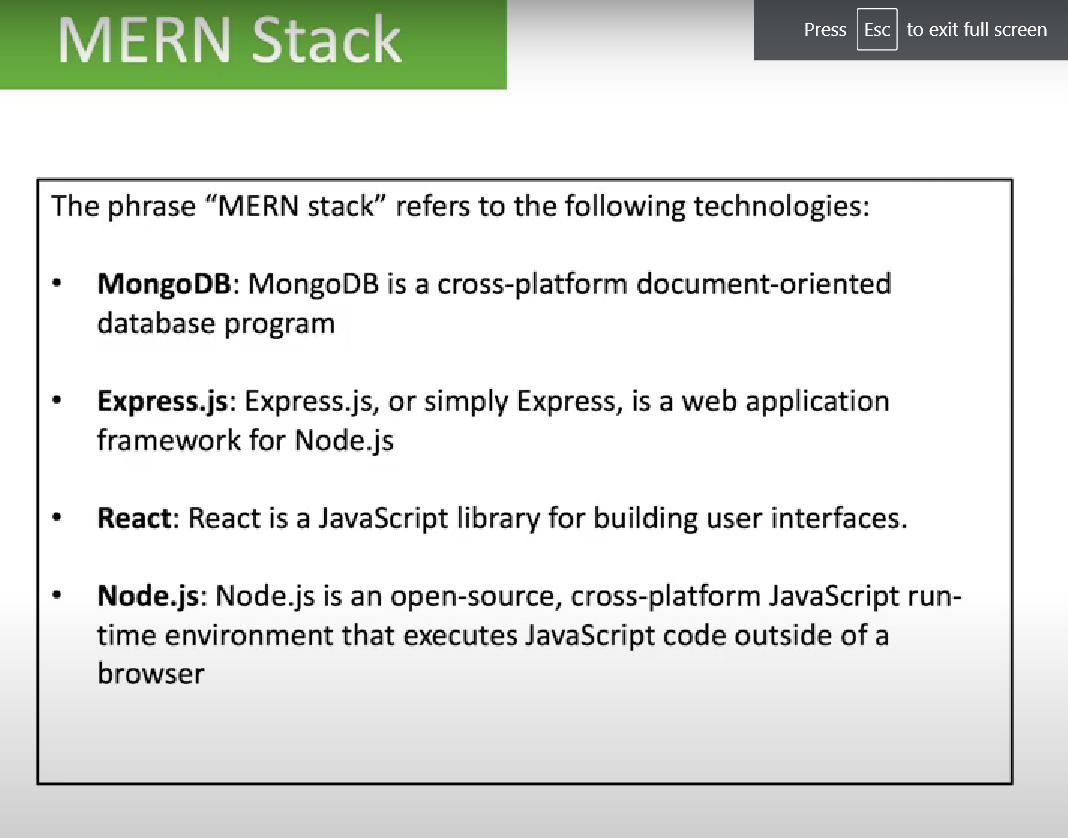 MERN Stack
Press Esc to exit full screen
The phrase “MERN stack” refers to the following technologies:
• MongoDB: MongoDB is a cross-platform document-oriented
database program
• Express.js: Express.js, or simply Express, is a web application
framework for Node.js
• React: React is a JavaScript library for building user interfaces.
• Node.js: Node.js is an open-source, cross-platform JavaScript run-
time environment that executes JavaScript code outside of a
browser